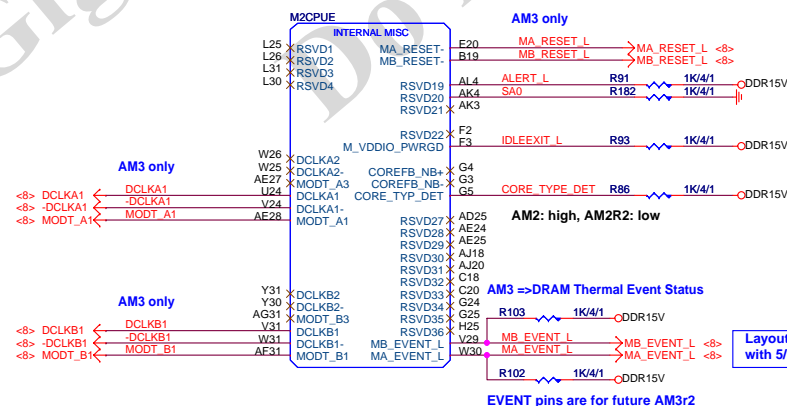 M2CPUE
AM3 only
INTERNAL MISC
L25 RSVD1 MA_RESET- E20 MA_RESET_L MA_RESET_L <8>
L26 RSVD2 MB_RESET- B19 MB_RESET_L MB_RESET_L <8>
L31 RSVD3
L30 RSVD4 RSVD19 AL4 ALERT_L R91 1K/4/1 DDR15V
RSVD20 AK4 SA0 R182 1K/4/1
RSVD21 AK3
RSVD22 F2
M_VDDIO_PWRGD F3 IDLEEXIT_L R93 1K/4/1 DDR15V
W26 DCLKA2
AM3 only
W25 DCLKA2- COREFB_NB+ G4
AE27 MODT_A3 COREFB_NB- G3
<8> DCLKA1 DCLKA1 U24 DCLKA1 CORE_TYP_DET G5 CORE_TYPE_DET R86 1K/4/1 DDR15V
<8> -DCLKA1 -DCLKA1 V24 DCLKA1-
<8> MODT_A1 MODT_A1 AE28 MODT_A1 RSVD27 AD25
AM2: high, AM2R2: low
RSVD28 AE24
RSVD29 AE25
RSVD30 AJ18
RSVD31 AJ20
RSVD32 C18
Y31 DCLKB2 RSVD33 C20
AM3 =>DRAM Thermal Event Status
AM3 only
Y30 DCLKB2- RSVD34 G24
AG31 MODT_B3 RSVD35 G25 R103 1K/4/1 DDR15V
<8> DCLKB1 DCLKB1 V31 DCLKB1 RSVD36 H25
<8> -DCLKB1 -DCLKB1 W31 DCLKB1- MB_EVENT_L V29 MB_EVENT_L MB_EVENT_L <8>
<8> MODT_B1 MODT_B1 AF31 MODT_B1 MA_EVENT_L W30 MA_EVENT_L MA_EVENT_L <8>
Layout
with 5/
R102 1K/4/1 DDR15V
EVENT pins are for future AM3r2